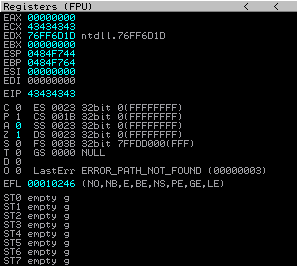 Registers (FPU) < <
EAX 00000000
ECX 43434343
EDX 76FF6D1D ntdll.76FF6D1D
EBX 00000000
ESP 0484F744
EBP 0484F764
ESI 00000000
EDI 00000000
EIP 43434343
C 0 ES 0023 32bit 0(FFFFFFFF)
P 1 CS 001B 32bit 0(FFFFFFFF)
A 0 SS 0023 32bit 0(FFFFFFFF)
Z 1 DS 0023 32bit 0(FFFFFFFF)
S 0 FS 003B 32bit 7FFDD000(FFF)
T 0 GS 0000 NULL
D 0
O 0 LastErr ERROR_PATH_NOT_FOUND (00000003)
EFL 00010246 (NO,NB,E,BE,NS,PE,GE,LE)
ST0 empty g
ST1 empty g
ST2 empty g
ST3 empty g
ST4 empty g
ST5 empty g
ST6 empty g
ST7 empty g